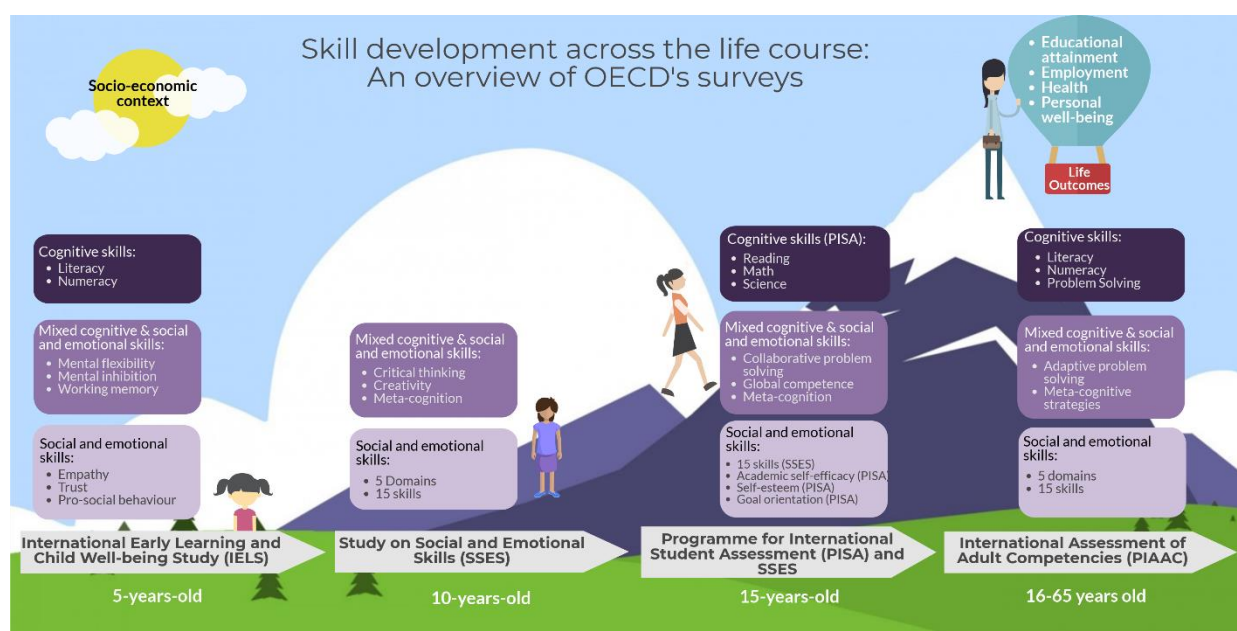 Skill development across the life course:
An overview of OECD's surveys
Socio-economic
context
• Educational
attainment
• Employment
• Health
• Personal
well-being
Life
Outcomes
Cognitive skills:
• Literacy
• Numeracy
Mixed cognitive & social
and emotional skills:
• Mental flexibility
• Mental inhibition
• Working memory
Social and emotional
skills:
• Empathy
• Trust
• Pro-social behaviour
International Early Learning and
Child Well-being Study (IELS)
5-years-old
Mixed cognitive & social
and emotional skills:
• Critical thinking
• Creativity
• Meta-cognition
Social and emotional
skills:
• 5 Domains
• 15 skills
Study on Social and Emotional
Skills (SSES)
10-years-old
Cognitive skills (PISA):
• Reading
• Math
• Science
Mixed cognitive & social
and emotional skills:
• Collaborative problem
solving
• Global competence
• Meta-cognition
Social and emotional
skills:
• 15 skills (SSES)
• Academic self-efficacy (PISA)
• Self-esteem (PISA)
• Goal orientation (PISA)
Programme for International
Student Assessment (PISA) and
SSES
15-years-old
Cognitive skills:
• Literacy
• Numeracy
• Problem Solving
Mixed cognitive & social
and emotional skills:
• Adaptive problem
solving
• Meta-cognitive
strategies
Social and emotional
skills:
• 5 domains
• 15 skills
International Assessment of
Adult Competencies (PIAAC)
16-65 years old